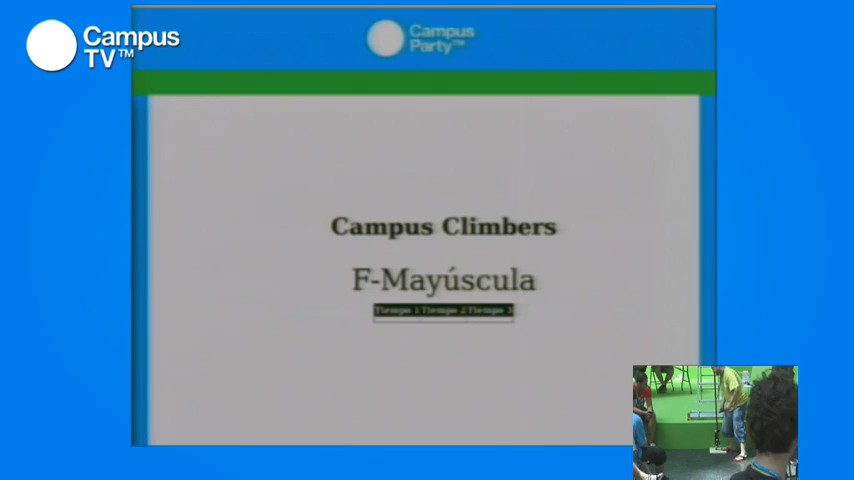 Campus
TV™
Campus
Party™
Campus Climbers
F-Mayúscula
Tiempo 1 Tiempo 2 Tiempo 3